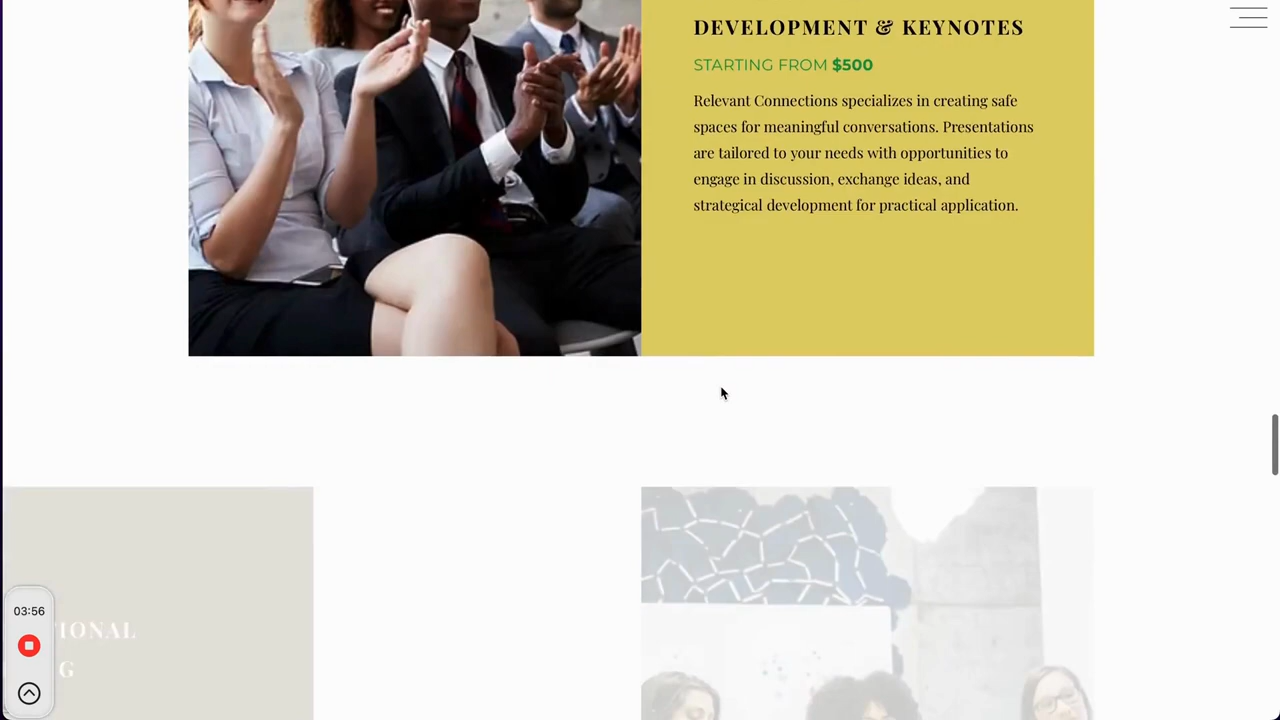 DEVELOPMENT & KEYNOTES
STARTING FROM $500
Relevant Connections specializes in creating safe
spaces for meaningful conversations. Presentations
are tailored to your needs with opportunities to
engage in discussion, exchange ideas, and
strategical development for practical application.
TIONAL
G
03:56